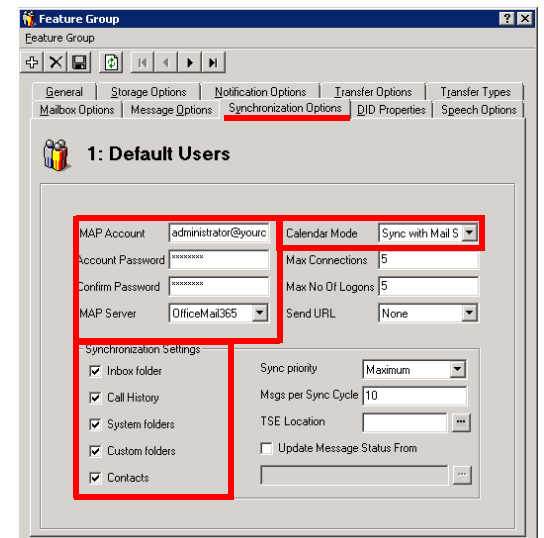 Feature Group
Feature Group
General Storage Options Notification Options Transfer Options Transfer Types
Mailbox Options Message Options Synchronization Options DID Properties Speech Options
1: Default Users
MAP Account administrator@yourc Calendar Mode Sync with Mail S
Account Password ******** Max Connections 5
Confirm Password ******** Max No Of Logons 5
MAP Server OfficeMail365 Send URL None
Synchronization Settings
Inbox folder Sync priority Maximum
Call History Msgs per Sync Cycle 10
System folders TSE Location ...
Custom folders Update Message Status From
Contacts ...